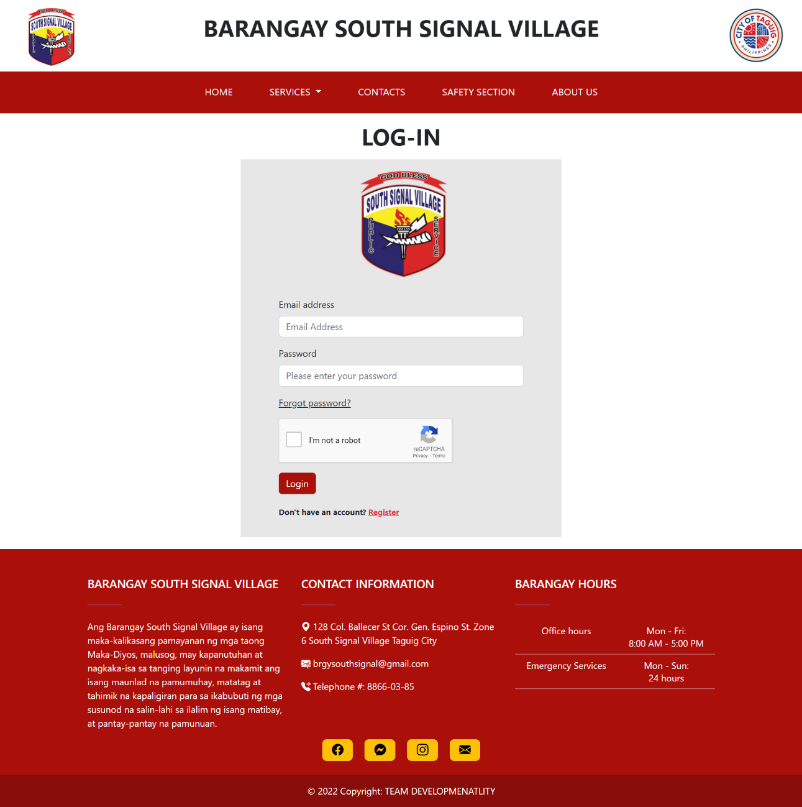 SOUTH SIGNAL VILLAGE
BARANGAY SOUTH SIGNAL VILLAGE
CITY OF TAGUIG
PHILIPPINES
HOME
SERVICES
CONTACTS
SAFETY SECTION
ABOUT US
LOG-IN
GOD BLESS
SOUTH SIGNAL VILLAGE
Email address
Email Address
Password
Please enter your password
Forgot password?
I'm not a robot
reCAPTCHA
Privacy - Terms
Login
Don't have an account? Register
BARANGAY SOUTH SIGNAL VILLAGE
Ang Barangay South Signal Village ay isang
maka-kalikasang pamayanan ng mga taong
Maka-Diyos, malusog, may kapanutuhan at
nagkaka-isa sa tanging layunin na makamit ang
isang maunlad na pamumuhay, matatag at
tahimik na kapaligiran para sa ikabubuti ng mga
susunod na salin-lahi sa ilalim ng isang matibay,
at pantay-pantay na pamunuan.
CONTACT INFORMATION
128 Col. Ballecer St Cor. Gen. Espino St. Zone
6 South Signal Village Taguig City
brgysouthsignal@gmail.com
Telephone #: 8866-03-85
BARANGAY HOURS
Office hours
Mon - Fri:
8:00 AM - 5:00 PM
Emergency Services
Mon - Sun:
24 hours
© 2022 Copyright: TEAM DEVELOPMENATLITY